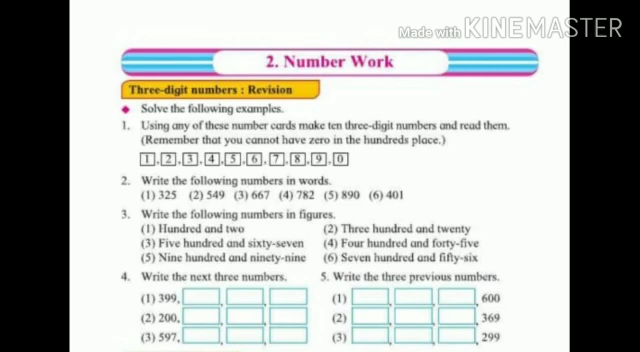 Made with KINEMASTER
2. Number Work
Three-digit numbers : Revision
◆ Solve the following examples.
1. Using any of these number cards make ten three-digit numbers and read them.
(Remember that you cannot have zero in the hundreds place.)
1, 2, 3, 4, 5, 6, 7, 8, 9, 0
2. Write the following numbers in words.
(1) 325 (2) 549 (3) 667 (4) 782 (5) 890 (6) 401
3. Write the following numbers in figures.
(1) Hundred and two (2) Three hundred and twenty
(3) Five hundred and sixty-seven (4) Four hundred and forty-five
(5) Nine hundred and ninety-nine (6) Seven hundred and fifty-six
4. Write the next three numbers. 5. Write the three previous numbers.
(1) 399, , , (1) , , , 600
(2) 200, , , (2) , , , 369
(3) 597, , , (3) , , , 299